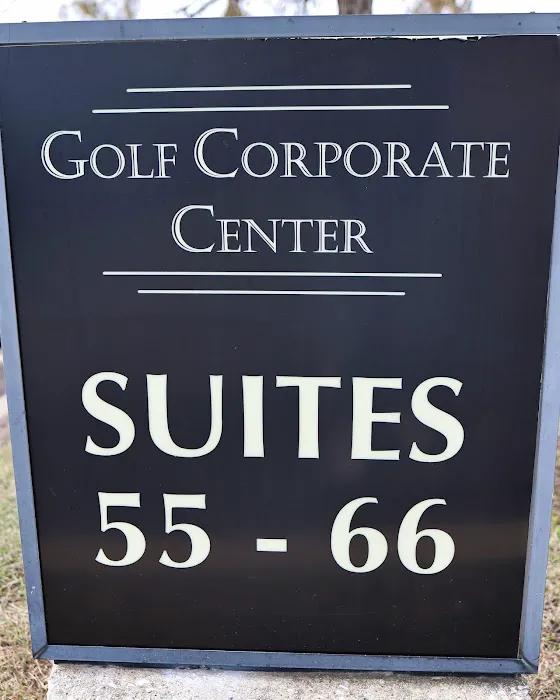 GOLF CORPORATE
CENTER
SUITES
55 - 66